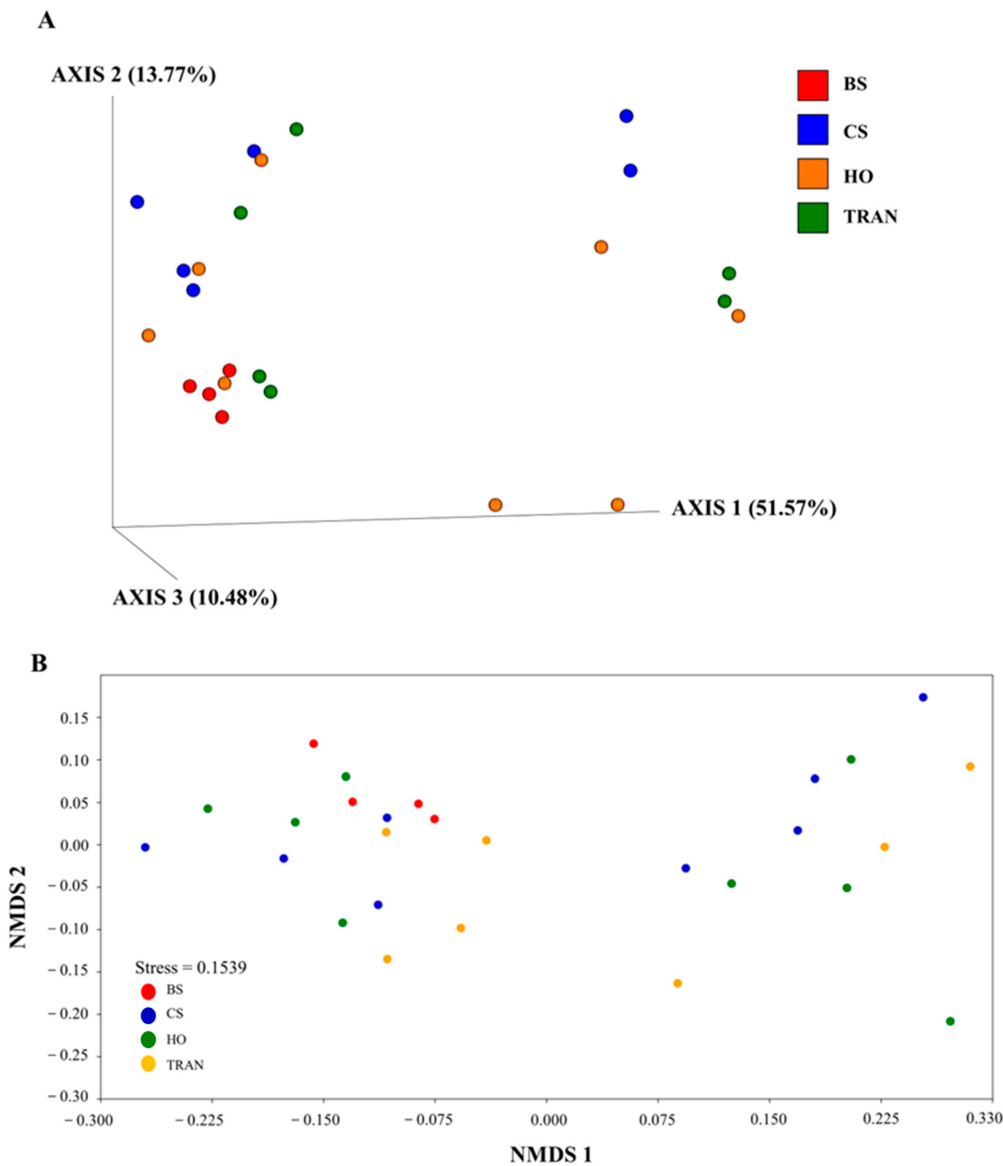 A
AXIS 2 (13.77%)
BS
CS
HO
TRAN
AXIS 1 (51.57%)
AXIS 3 (10.48%)
B
0.15
0.10
0.05
0.00
−0.05
−0.10
−0.15
−0.20
−0.25
−0.30
NMDS 2
Stress = 0.1539
BS
CS
HO
TRAN
−0.300 −0.225 −0.150 −0.075 0.000 0.075 0.150 0.225 0.330
NMDS 1